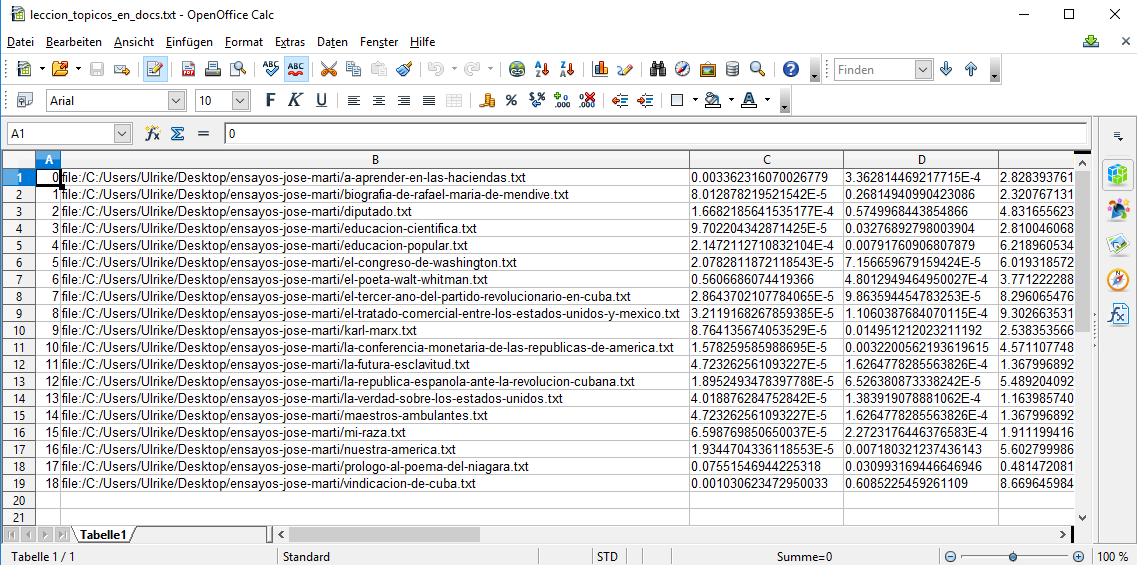 leccion_topicos_en_docs.txt - OpenOffice Calc
Datei Bearbeiten Ansicht Einfügen Format Extras Daten Fenster Hilfe
ABC ABC Finden
Arial 10 F K U
A1 0
A B C D
1 0 file:/C:/Users/Ulrike/Desktop/ensayos-jose-marti/a-aprender-en-las-haciendas.txt 0.003362316070026779 3.362814469217715E-4 2.828393761
2 1 file:/C:/Users/Ulrike/Desktop/ensayos-jose-marti/biografia-de-rafael-maria-de-mendive.txt 8.012878219521542E-5 0.268149409904230​86 2.320767131
3 2 file:/C:/Users/Ulrike/Desktop/ensayos-jose-marti/diputado.txt 1.6682185641535177E-4 0.5749968443854866 4.831655623
4 3 file:/C:/Users/Ulrike/Desktop/ensayos-jose-marti/educacion-cientifica.txt 9.702204342871425E-5 0.03276892798003904 2.810046068
5 4 file:/C:/Users/Ulrike/Desktop/ensayos-jose-marti/educacion-popular.txt 2.1472112710832104E-4 0.00791760906807879 6.218960534
6 5 file:/C:/Users/Ulrike/Desktop/ensayos-jose-marti/el-congreso-de-washington.txt 2.0782811872118543E-5 7.156659679159424E-5 6.019318572
7 6 file:/C:/Users/Ulrike/Desktop/ensayos-jose-marti/el-poeta-walt-whitman.txt 0.5606686074419366 4.8012949464950027E-4 3.771222288
8 7 file:/C:/Users/Ulrike/Desktop/ensayos-jose-marti/el-tercer-ano-del-partido-revolucionario-en-cuba.txt 2.8643702107784065E-5 9.863594454783253E-5 8.296065476
9 8 file:/C:/Users/Ulrike/Desktop/ensayos-jose-marti/el-tratado-comercial-entre-los-estados-unidos-y-mexico.txt 3.2119168267859385E-5 1.1060387684070115E-4 9.302663531
10 9 file:/C:/Users/Ulrike/Desktop/ensayos-jose-marti/karl-marx.txt 8.764135674053529E-5 0.014951212023211192 2.538353566
11 10 file:/C:/Users/Ulrike/Desktop/ensayos-jose-marti/la-conferencia-monetaria-de-las-republicas-de-america.txt 1.578259585988695E-5 0.0032200562193619615 4.571107748
12 11 file:/C:/Users/Ulrike/Desktop/ensayos-jose-marti/la-futura-esclavitud.txt 4.723262561093227E-5 1.6264778285563826E-4 1.367996892
13 12 file:/C:/Users/Ulrike/Desktop/ensayos-jose-marti/la-republica-espanola-ante-la-revolucion-cubana.txt 1.8952493478397788E-5 6.526380873338242E-5 5.489204092
14 13 file:/C:/Users/Ulrike/Desktop/ensayos-jose-marti/la-verdad-sobre-los-estados-unidos.txt 4.018876284752842E-5 1.383919078881062E-4 1.163985740
15 14 file:/C:/Users/Ulrike/Desktop/ensayos-jose-marti/maestros-ambulantes.txt 4.723262561093227E-5 1.6264778285563826E-4 1.367996892
16 15 file:/C:/Users/Ulrike/Desktop/ensayos-jose-marti/mi-raza.txt 6.598769850650037E-5 2.2723176446376583E-4 1.911199416
17 16 file:/C:/Users/Ulrike/Desktop/ensayos-jose-marti/nuestra-america.txt 1.9344704336118553E-5 0.007180321237436143 5.602799986
18 17 file:/C:/Users/Ulrike/Desktop/ensayos-jose-marti/prologo-al-poema-del-niagara.txt 0.07551546944225318 0.030993169446646946 0.481472081
19 18 file:/C:/Users/Ulrike/Desktop/ensayos-jose-marti/vindicacion-de-cuba.txt 0.001030623472950033 0.6085225459261109 8.669645984
20
21
Tabelle1
Tabelle 1 / 1 Standard STD Summe=0 100 %